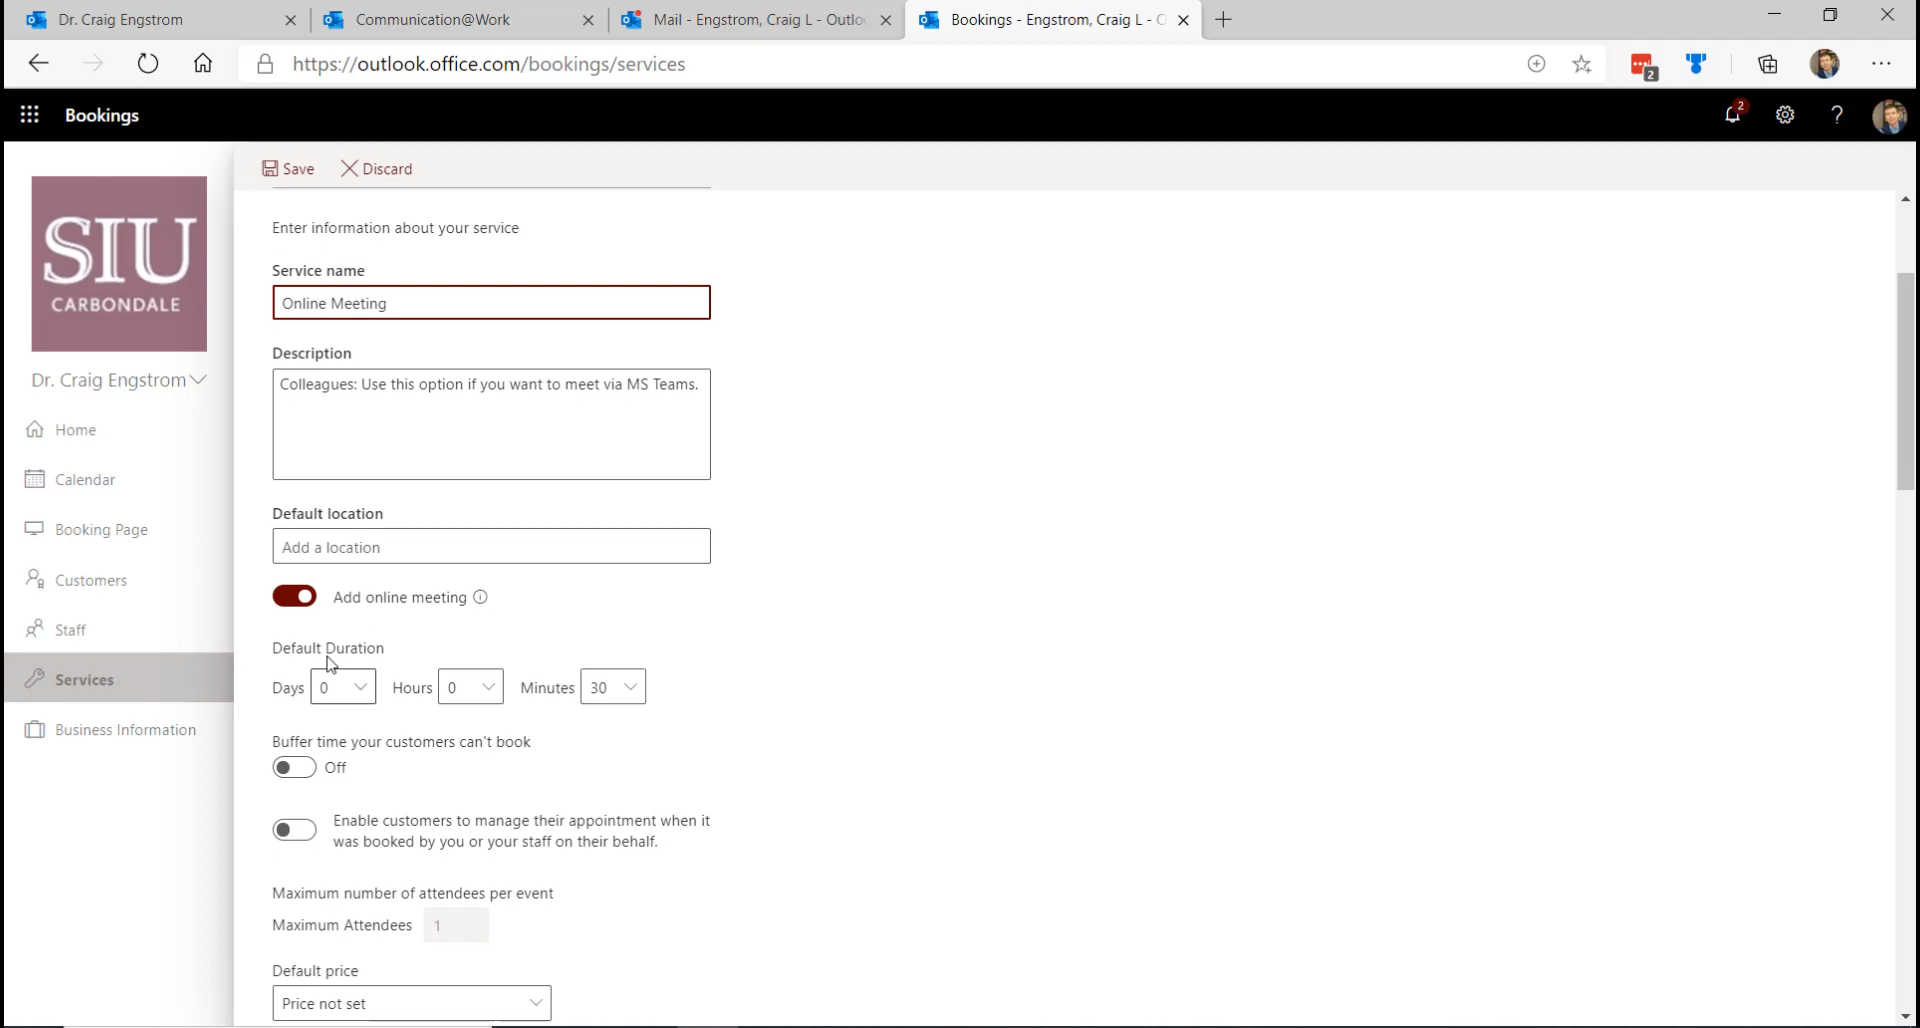 Dr. Craig Engstrom
Communication@Work
Mail - Engstrom, Craig L - Outlo
Bookings - Engstrom, Craig L - O
https://outlook.office.com/bookings/services
2
Bookings
2
?
Save
Discard
SIU
CARBONDALE
Dr. Craig Engstrom
Home
Calendar
Booking Page
Customers
Staff
Services
Business Information
Enter information about your service
Service name
Online Meeting
Description
Colleagues: Use this option if you want to meet via MS Teams.
Default location
Add a location
Add online meeting
Default Duration
Days 0 Hours 0 Minutes 30
Buffer time your customers can't book
Off
Enable customers to manage their appointment when it
was booked by you or your staff on their behalf.
Maximum number of attendees per event
Maximum Attendees 1
Default price
Price not set